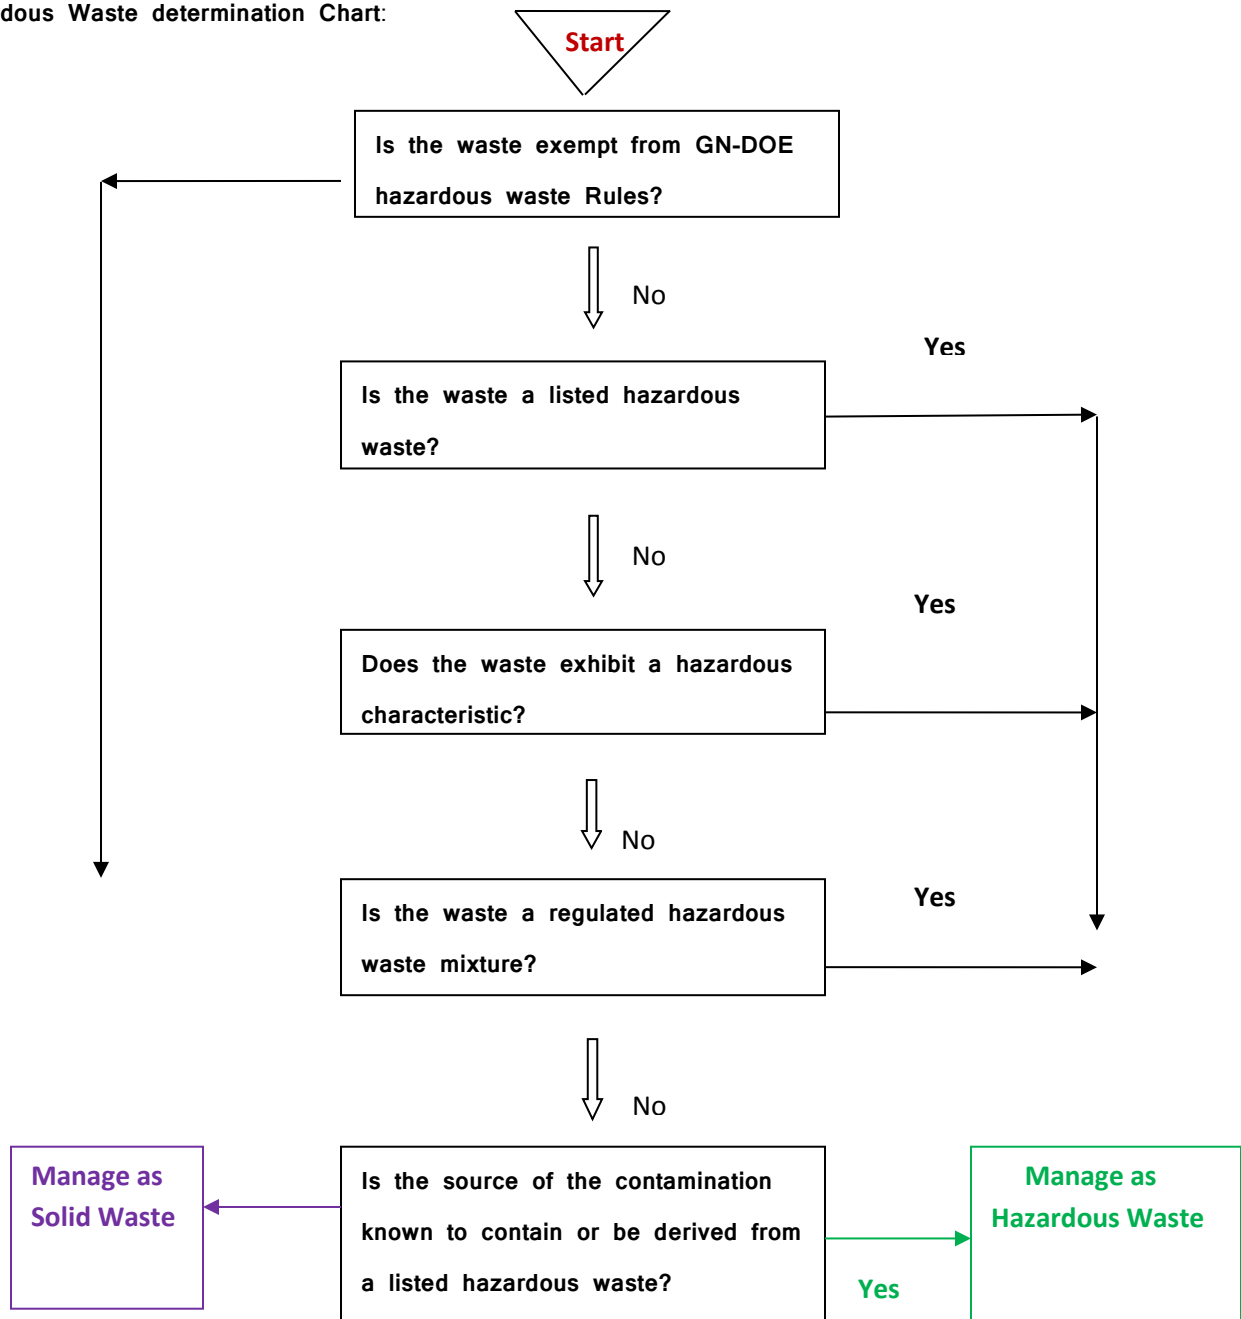 dous Waste determination Chart:
Start
Is the waste exempt from GN-DOE
hazardous waste Rules?
No
Yes
Is the waste a listed hazardous
waste?
No
Yes
Does the waste exhibit a hazardous
characteristic?
No
Yes
Is the waste a regulated hazardous
waste mixture?
No
Manage as
Solid Waste
Is the source of the contamination
known to contain or be derived from
a listed hazardous waste?
Manage as
Hazardous Waste
Yes